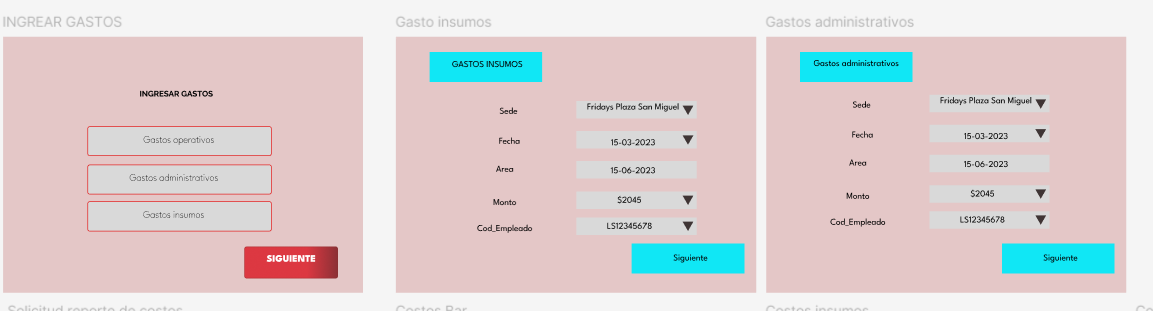 INGREAR GASTOS
INGRESAR GASTOS
Gastos operativos
Gastos administrativos
Gastos insumos
SIGUIENTE
Gasto insumos
GASTOS INSUMOS
Sede
Fridays Plaza San Miguel
Fecha
15-03-2023
Area
15-06-2023
Monto
$2045
Cod_Empleado
LS12345678
Siguiente
Gastos administrativos
Gastos administrativos
Sede
Fridays Plaza San Miguel
Fecha
15-03-2023
Area
15-06-2023
Monto
$2045
Cod_Empleado
LS12345678
Siguiente
Solicitud reporte de costos
Costos Bar
Costos insumos